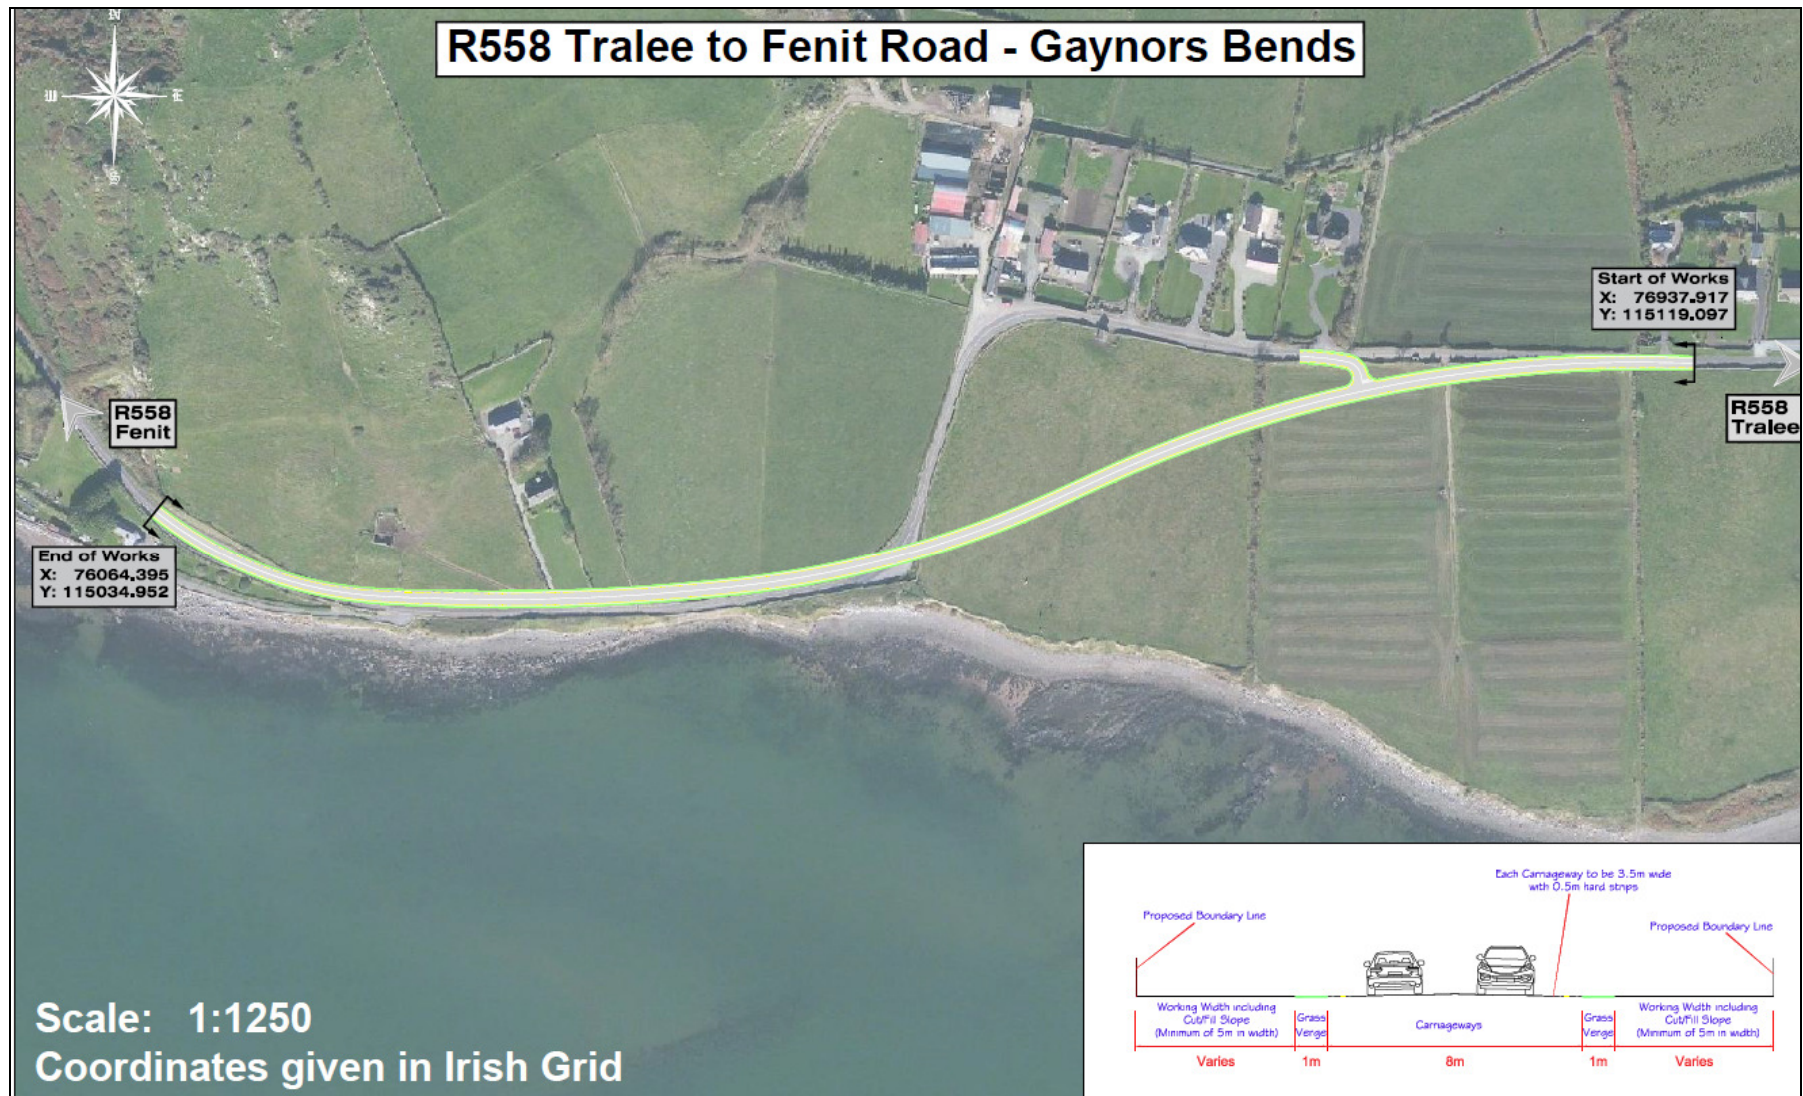 R558 Tralee to Fenit Road - Gaynors Bends
N
W
E
S
Start of Works
X: 76937.917
Y: 115119.097
R558
Fenit
R558
Tralee
End of Works
X: 76064.395
Y: 115034.952
Each Carriageway to be 3.5m wide
with 0.5m hard strips
Proposed Boundary Line
Proposed Boundary Line
Working Width including
Cut/Fill Slope
(Minimum of 5m in width)
Grass
Verge
Carriageways
Grass
Verge
Working Width including
Cut/Fill Slope
(Minimum of 5m in width)
Varies
1m
8m
1m
Varies
Scale: 1:1250
Coordinates given in Irish Grid